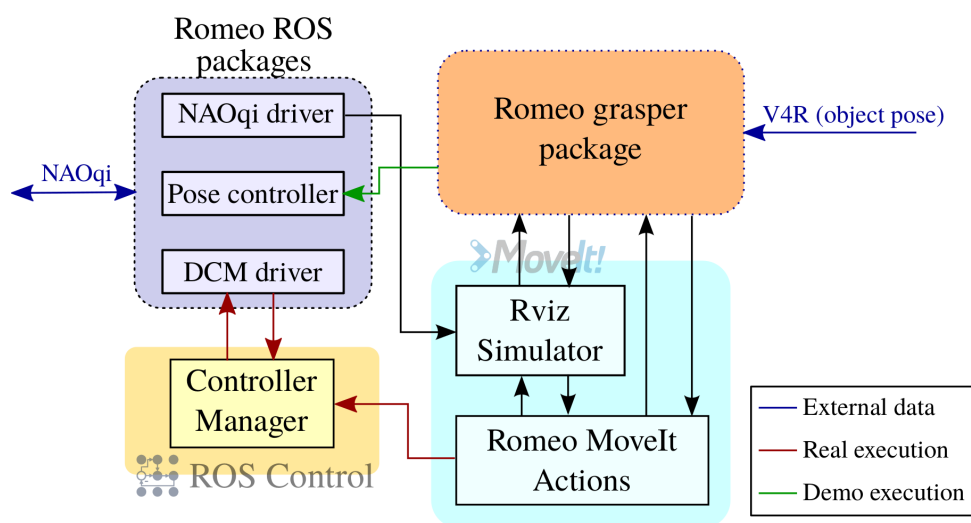 Romeo ROS
packages
NAOqi driver
Pose controller
DCM driver
NAOqi
Romeo grasper
package
V4R (object pose)
MoveIt!
Rviz
Simulator
Romeo MoveIt
Actions
Controller
Manager
ROS Control
External data
Real execution
Demo execution